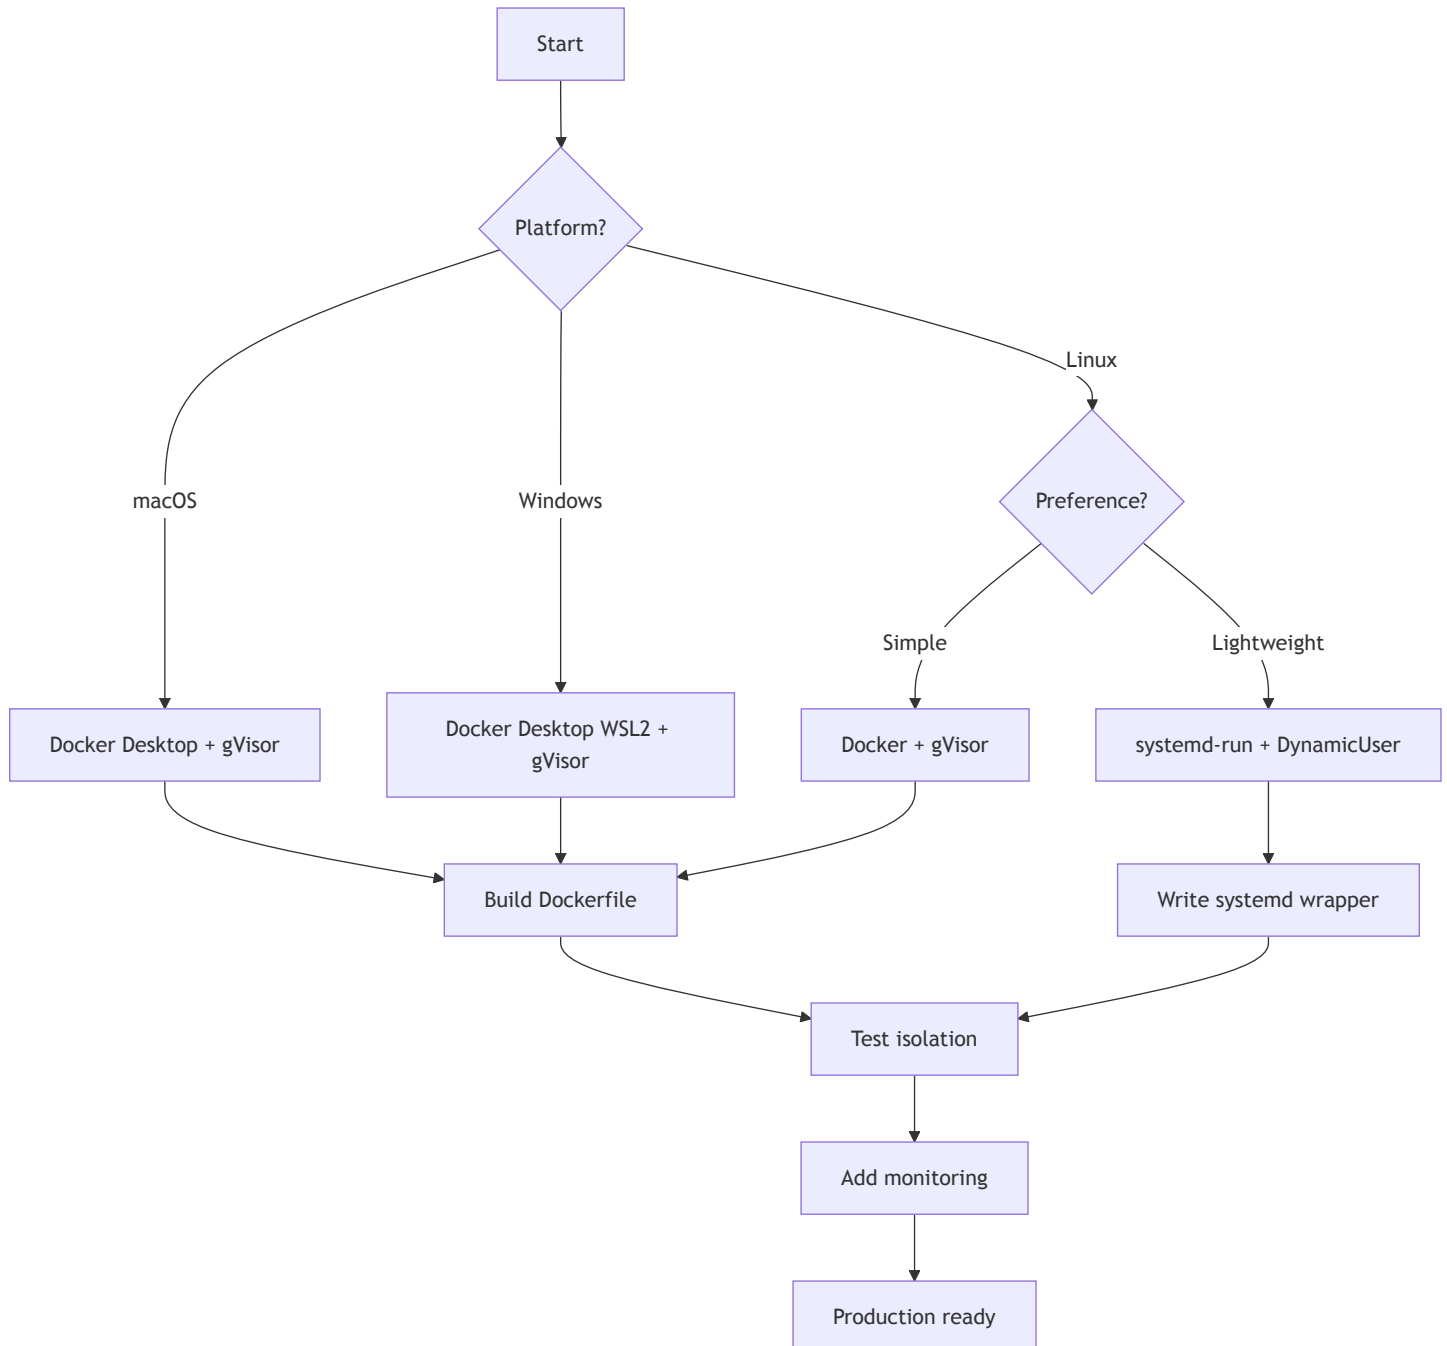 Start
Platform?
Linux
macOS
Windows
Preference?
Simple
Lightweight
Docker Desktop + gVisor
Docker Desktop WSL2 +
gVisor
Docker + gVisor
systemd-run + DynamicUser
Build Dockerfile
Write systemd wrapper
Test isolation
Add monitoring
Production ready